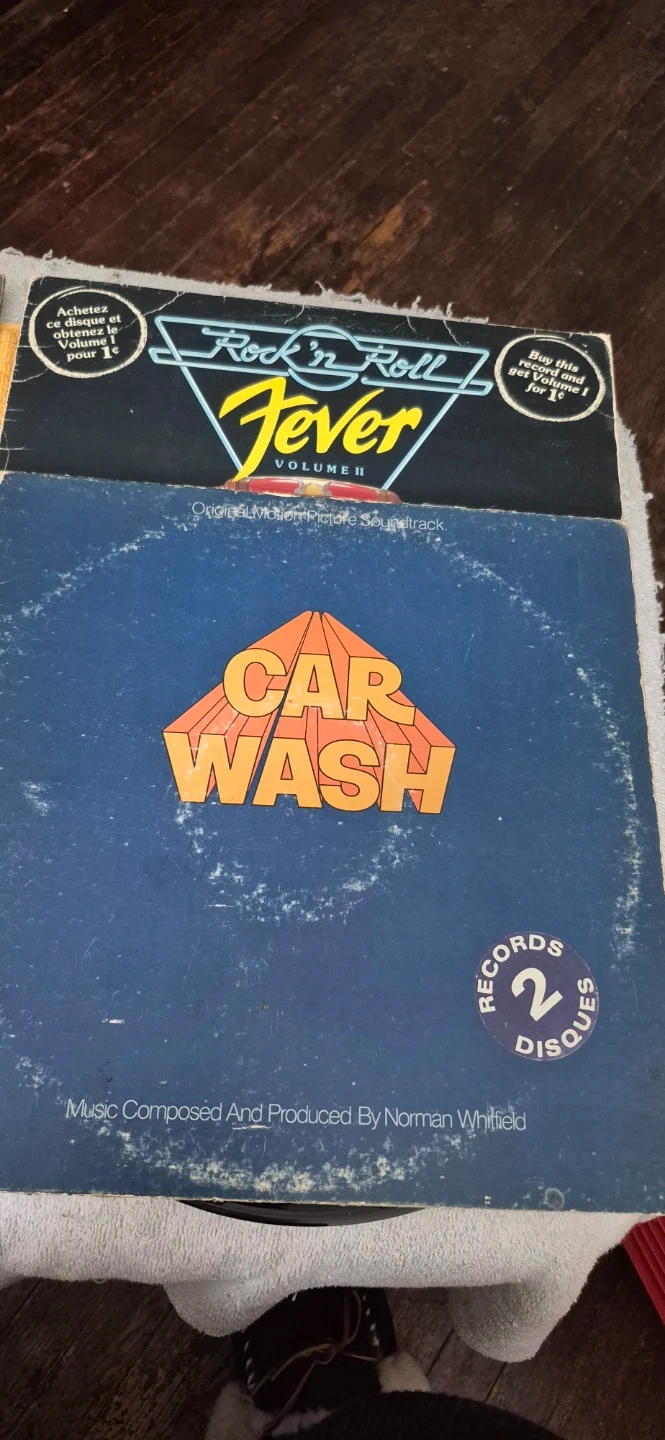 Achetez
ce disque et
obtenez le
Volume I
pour 1¢
Rock 'n Roll
Fever
VOLUME II
Buy this
record and
get Volume I
for 1¢
Original Motion Picture Soundtrack
CAR
WASH
RECORDS
2
DISQUES
Music Composed And Produced By Norman Whitfield